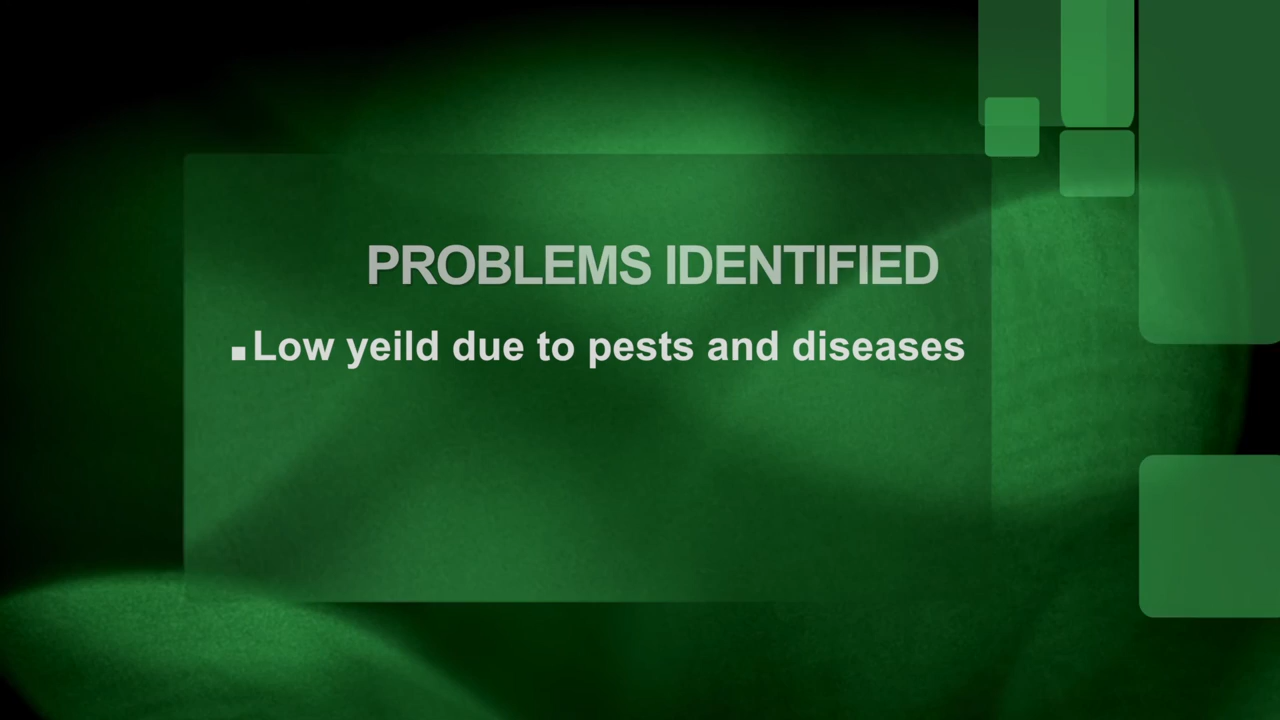 PROBLEMS IDENTIFIED
▪Low yeild due to pests and diseases